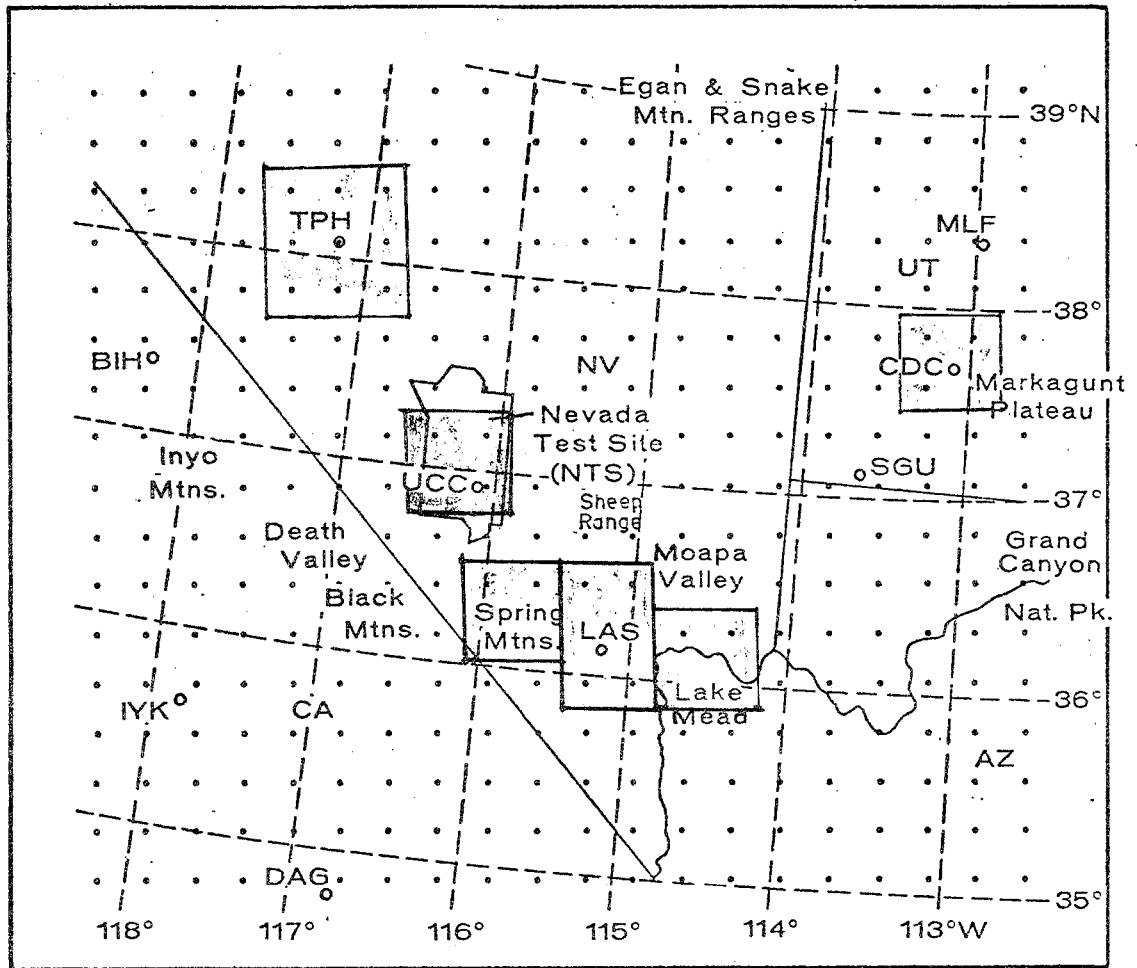 Egan & Snake
Mtn. Ranges
39°N
TPH
MLF
UT
38°
BIH
NV
CDC
Markagunt
Plateau
Nevada
Test Site
(NTS)
Inyo
Mtns.
UCC
SGU
37°
Sheep
Range
Death
Valley
Moapa
Valley
Grand
Canyon
Nat. Pk.
Black
Mtns.
Spring
Mtns.
LAS
IYK
CA
Lake
Mead
36°
AZ
DAG
35°
118°
117°
116°
115°
114°
113°W